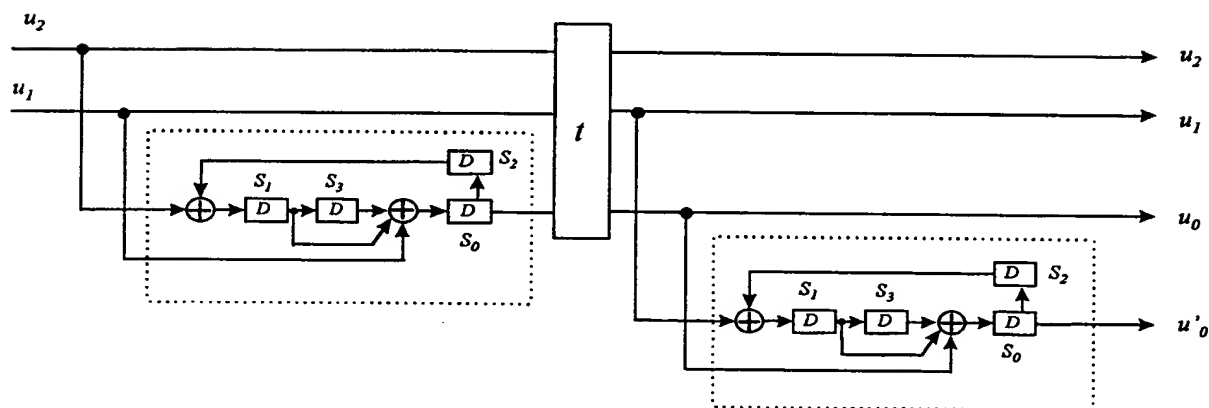 u₂ u₂
u₁ u₁
t
D S₂
S₁ S₃
D D D
S₀
u₀
D S₂
S₁ S₃
D D D u'₀
S₀